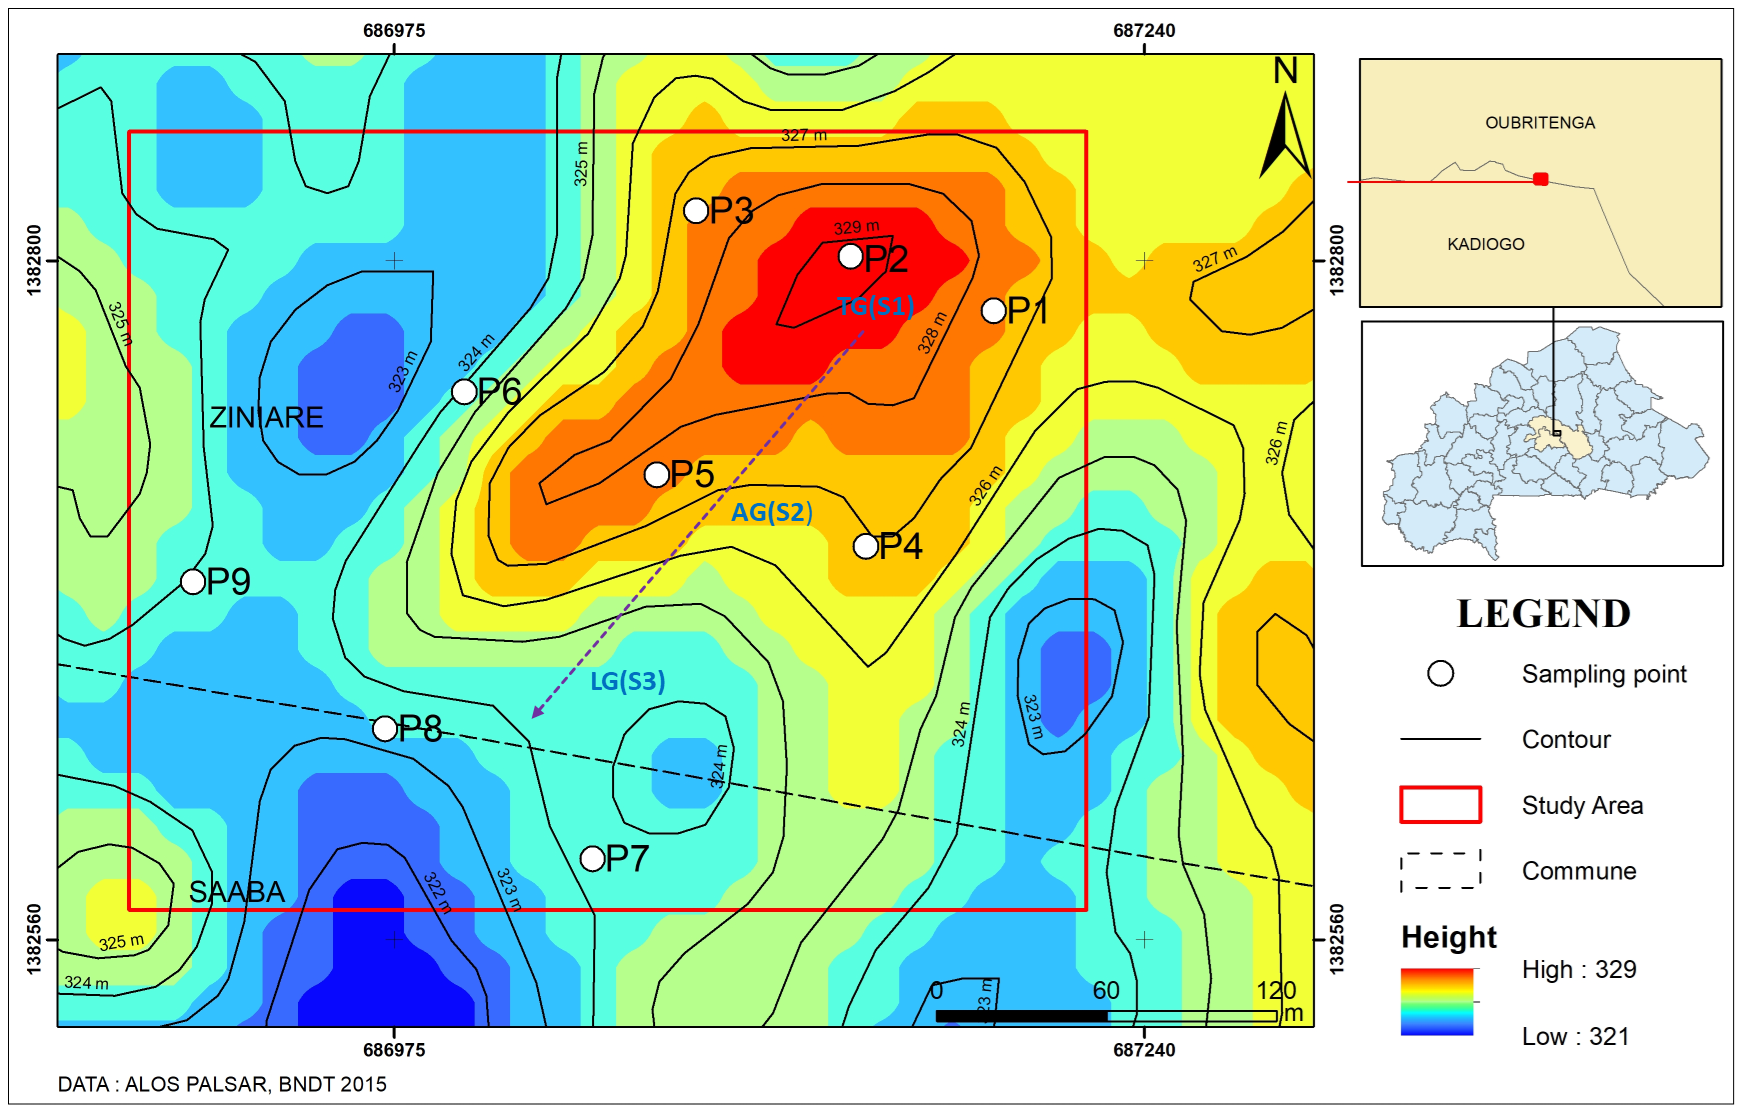 686975
687240
N
327 m
325 m
P3
329 m
P2
TG(S1)
P1
328 m
327 m
1382800
1382800
325 m
324 m
323 m
P6
ZINIARE
326 m
P5
326 m
AG(S2)
P4
P9
LG(S3)
323 m
324 m
P8
324 m
P7
SAABA
322 m
323 m
325 m
324 m
1382560
1382560
0
60
120
m
23 m
686975
687240
DATA : ALOS PALSAR, BNDT 2015
OUBRITENGA
KADIOGO
LEGEND
Sampling point
Contour
Study Area
Commune
Height
High : 329
Low : 321